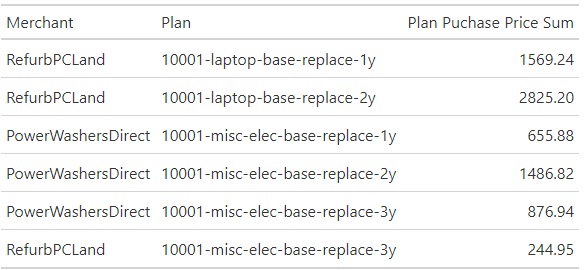 Merchant Plan Plan Puchase Price Sum
RefurbPCLand 10001-laptop-base-replace-1y 1569.24
RefurbPCLand 10001-laptop-base-replace-2y 2825.20
PowerWashersDirect 10001-misc-elec-base-replace-1y 655.88
PowerWashersDirect 10001-misc-elec-base-replace-2y 1486.82
PowerWashersDirect 10001-misc-elec-base-replace-3y 876.94
RefurbPCLand 10001-misc-elec-base-replace-3y 244.95